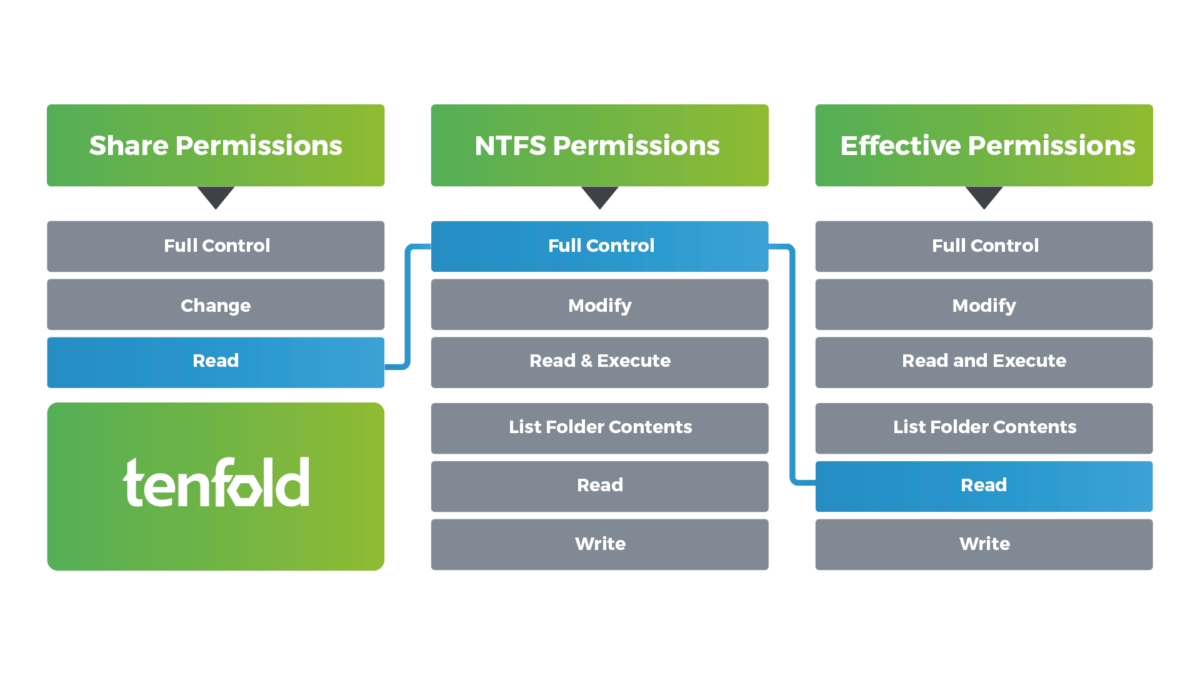 Share Permissions
Full Control
Change
Read
tenfold
NTFS Permissions
Full Control
Modify
Read & Execute
List Folder Contents
Read
Write
Effective Permissions
Full Control
Modify
Read and Execute
List Folder Contents
Read
Write